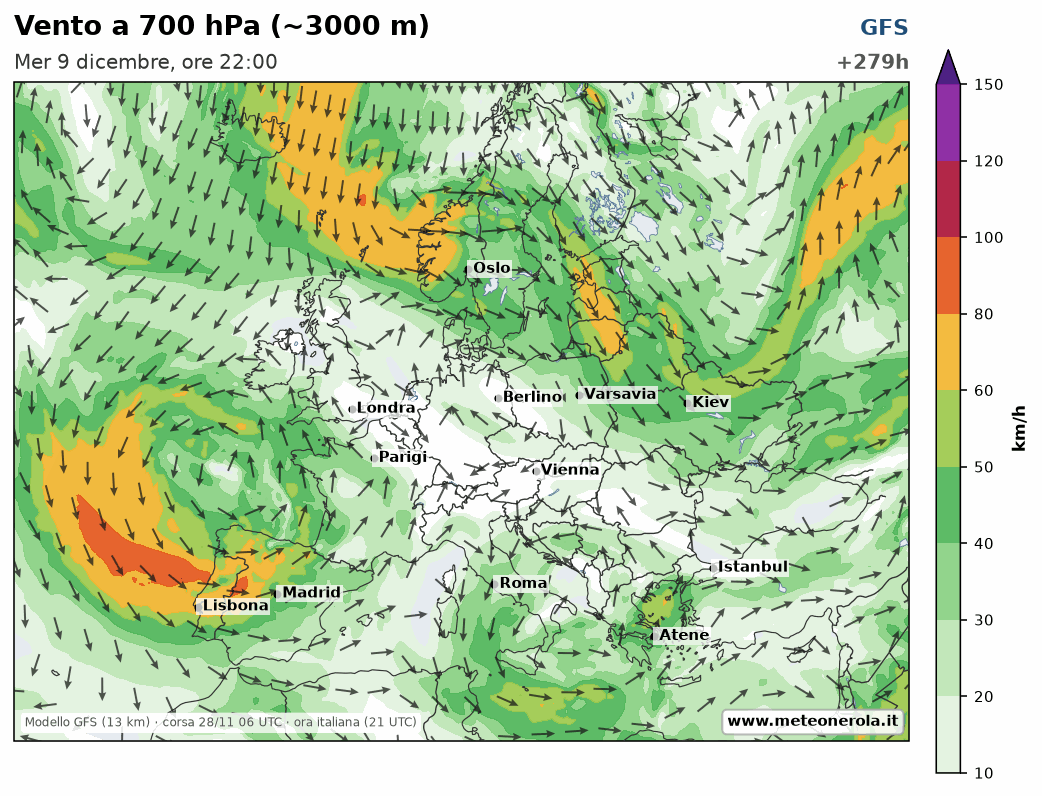 Vento a 700 hPa (~3000 m)
GFS
Mer 9 dicembre, ore 22:00
+279h
150
120
100
80
60
50
40
30
20
10
km/h
Oslo
Berlino
Varsavia
Kiev
Londra
Parigi
Vienna
Istanbul
Roma
Madrid
Lisbona
Atene
Modello GFS (13 km) · corsa 28/11 06 UTC · ora italiana (21 UTC)
www.meteonerola.it